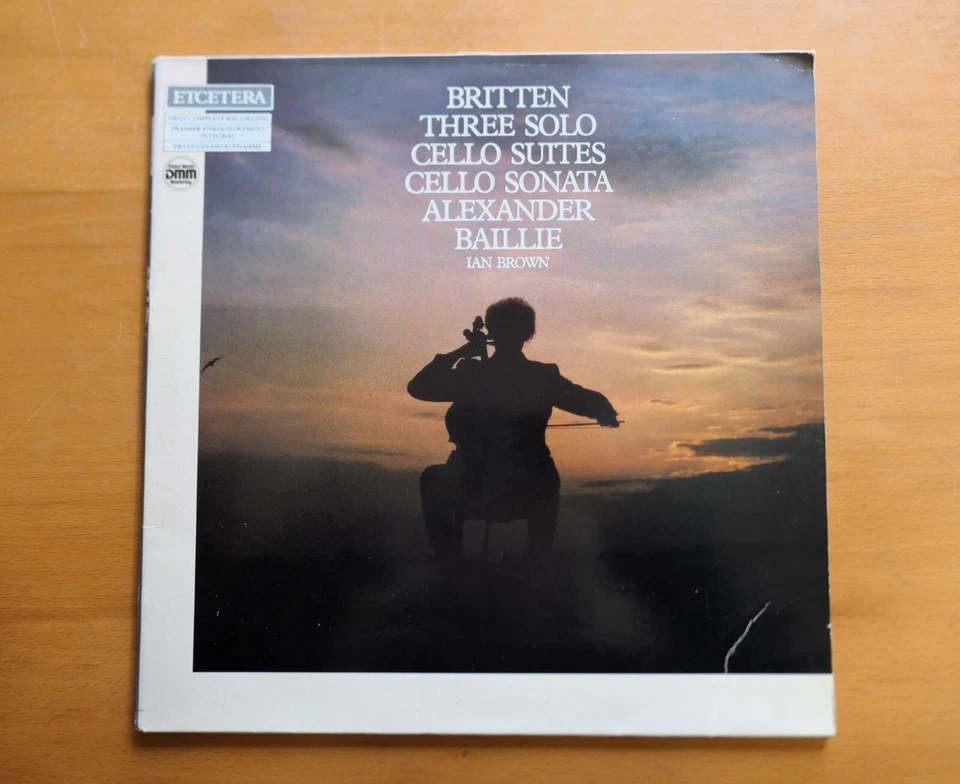 ETCETERA
FIRST COMPLETE RECORDING
PREMIER ENREGISTREMENT
INTEGRAL
ERSTE GESAMTAUFNAHME
DMM
BRITTEN
THREE SOLO
CELLO SUITES
CELLO SONATA
ALEXANDER
BAILLIE
IAN BROWN